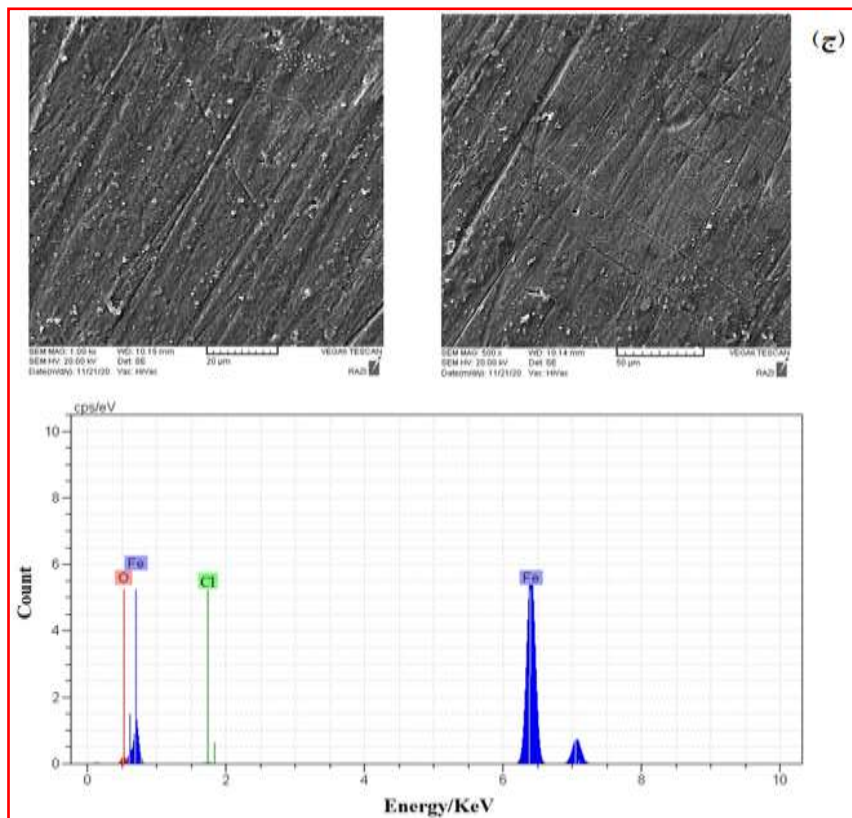 (ج)
SEM MAG: 1.00 kx WD: 10.19 mm VEGA\\ TESCAN
SEM HV: 20.00 kV Det: SE 20 µm
Date(m/d/y): 11/21/20 Vac: HiVac RAZI
SEM MAG: 500 x WD: 10.14 mm VEGA\\ TESCAN
SEM HV: 20.00 kV Det: SE 50 µm
Date(m/d/y): 11/21/20 Vac: HiVac RAZI
cps/eV
10
8
6
4
2
0
Count
O
Fe
Cl
Fe
0 2 4 6 8 10
Energy/KeV